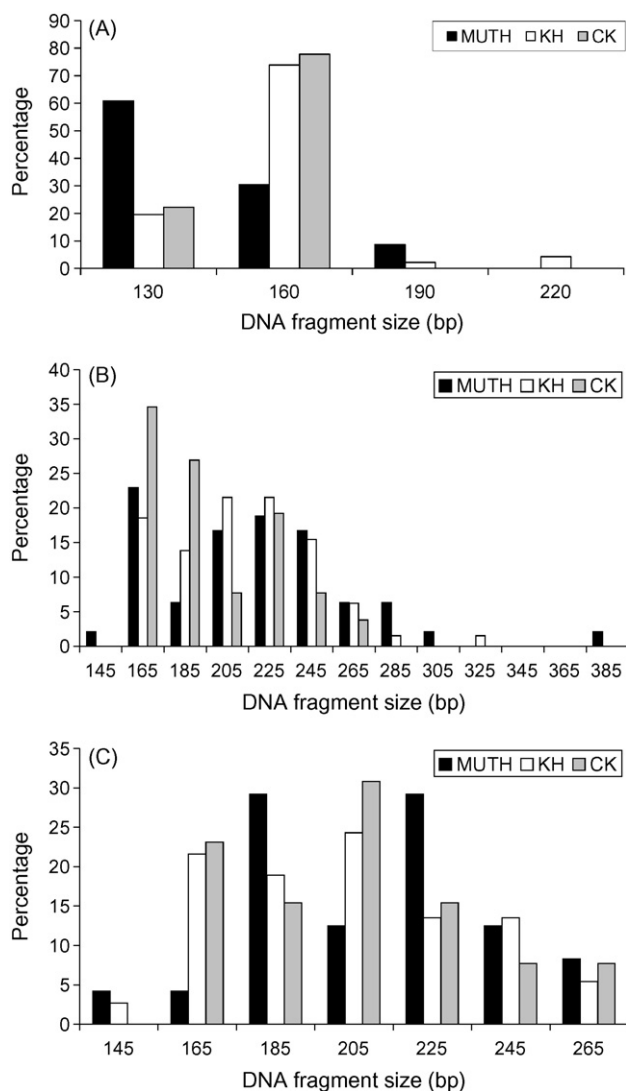 (A)
MUTH KH CK
90
80
70
60
50
40
30
20
10
0
Percentage
130 160 190 220
DNA fragment size (bp)
(B)
MUTH KH CK
40
35
30
25
20
15
10
5
0
Percentage
145 165 185 205 225 245 265 285 305 325 345 365 385
DNA fragment size (bp)
(C)
MUTH KH CK
35
30
25
20
15
10
5
0
Percentage
145 165 185 205 225 245 265
DNA fragment size (bp)